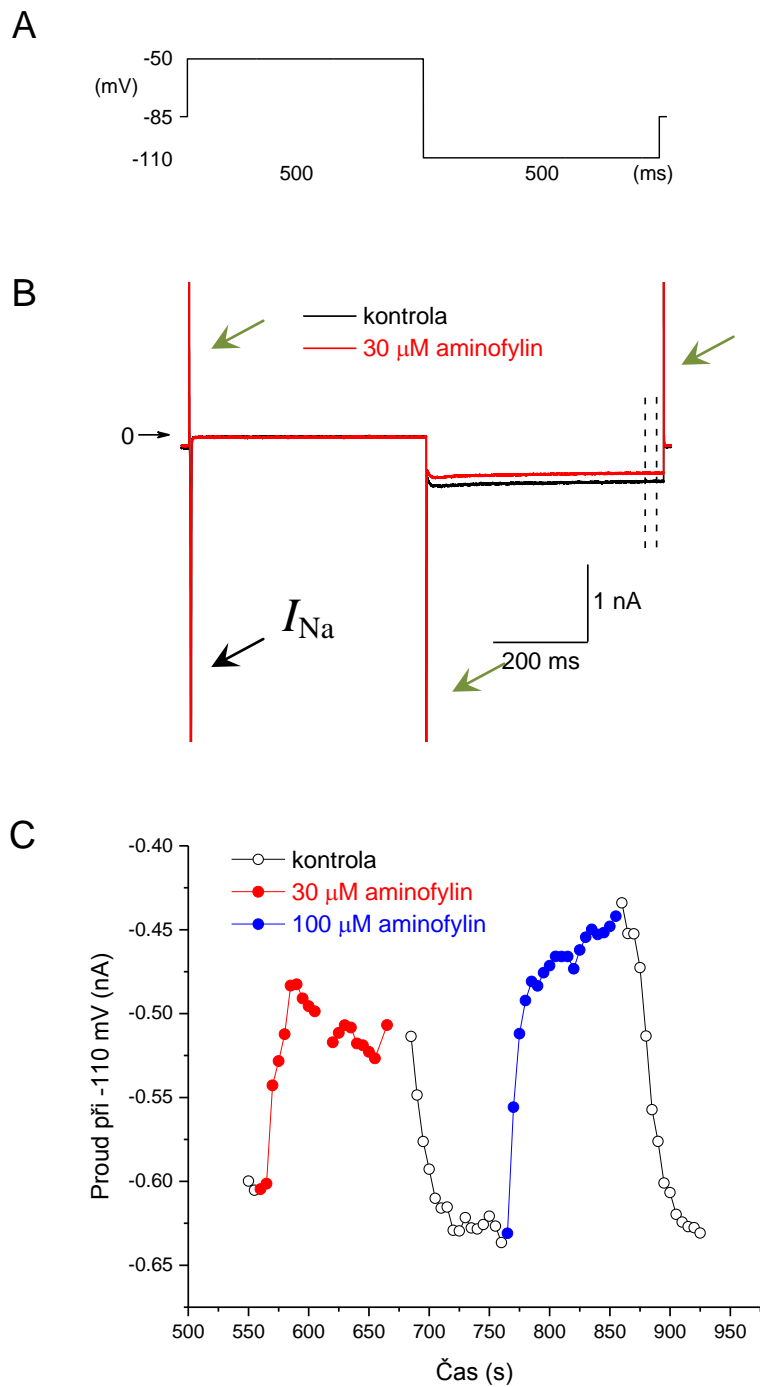 A
-50
(mV)
-85
-110
500
500
(ms)
B
kontrola
30 μM aminofylin
0
I_Na
1 nA
200 ms
C
-0.40
kontrola
30 μM aminofylin
100 μM aminofylin
-0.45
-0.50
-0.55
-0.60
-0.65
Proud při -110 mV (nA)
500 550 600 650 700 750 800 850 900 950
Čas (s)